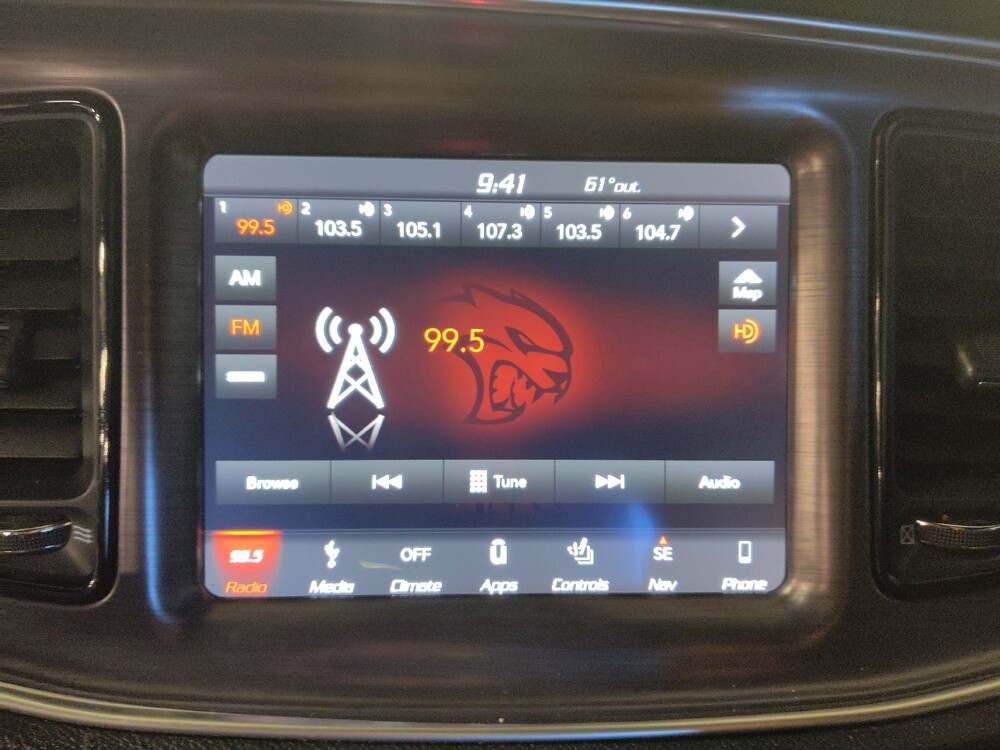 9:41 61°out.
1 2 3 4 5 6
99.5 103.5 105.1 107.3 103.5 104.7
AM
Map
FM
HD
99.5
Browse Tune Audio
99.5 OFF SE
Radio Media Climate Apps Controls Nav Phone